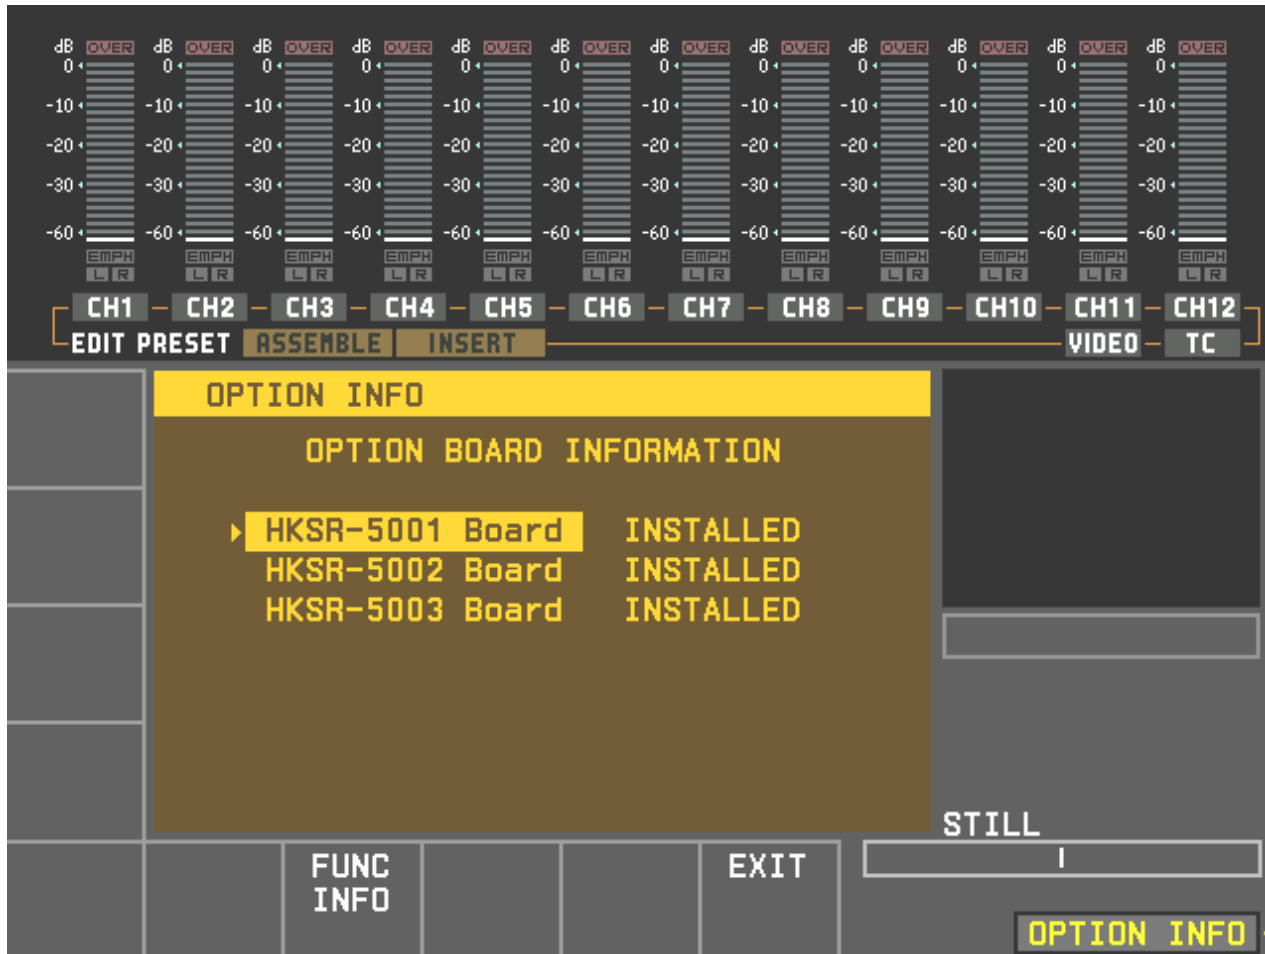 dB OVER dB OVER dB OVER dB OVER dB OVER dB OVER dB OVER dB OVER dB OVER dB OVER dB OVER dB OVER
0 0 0 0 0 0 0 0 0 0 0 0
-10 -10 -10 -10 -10 -10 -10 -10 -10 -10 -10 -10
-20 -20 -20 -20 -20 -20 -20 -20 -20 -20 -20 -20
-30 -30 -30 -30 -30 -30 -30 -30 -30 -30 -30 -30
-60 -60 -60 -60 -60 -60 -60 -60 -60 -60 -60 -60
EMPH EMPH EMPH EMPH EMPH EMPH EMPH EMPH EMPH EMPH EMPH EMPH
L R L R L R L R L R L R L R L R L R L R L R L R
CH1 CH2 CH3 CH4 CH5 CH6 CH7 CH8 CH9 CH10 CH11 CH12
EDIT PRESET ASSEMBLE INSERT VIDEO TC
OPTION INFO
OPTION BOARD INFORMATION
HKSR-5001 Board INSTALLED
HKSR-5002 Board INSTALLED
HKSR-5003 Board INSTALLED
STILL
FUNC INFO
EXIT
OPTION INFO